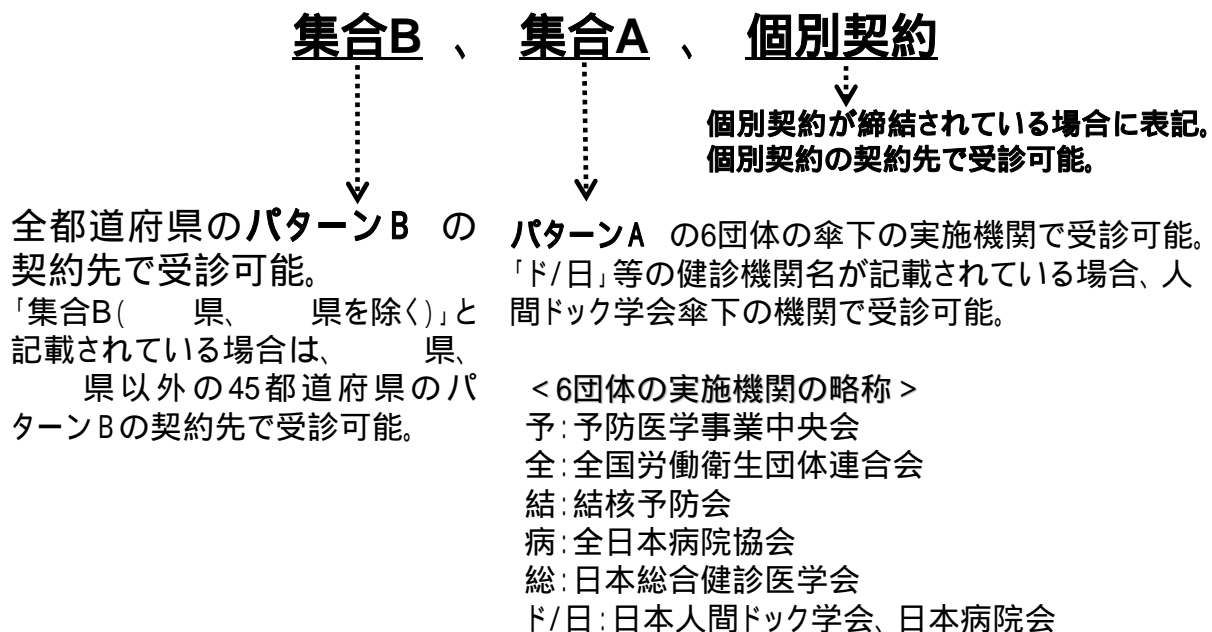 集合B 、 集合A 、 個別契約
個別契約が締結されている場合に表記。
個別契約の契約先で受診可能。
全都道府県のパターンB の
契約先で受診可能。
「集合B( 県、 県を除く)」と
記載されている場合は、 県、
県以外の45都道府県のパ
ターンBの契約先で受診可能。
パターンA の6団体の傘下の実施機関で受診可能。
「ド/日」等の健診機関名が記載されている場合、人
間ドック学会傘下の機関で受診可能。
<6団体の実施機関の略称>
予:予防医学事業中央会
全:全国労働衛生団体連合会
結:結核予防会
病:全日本病院協会
総:日本総合健診医学会
ド/日:日本人間ドック学会、日本病院会